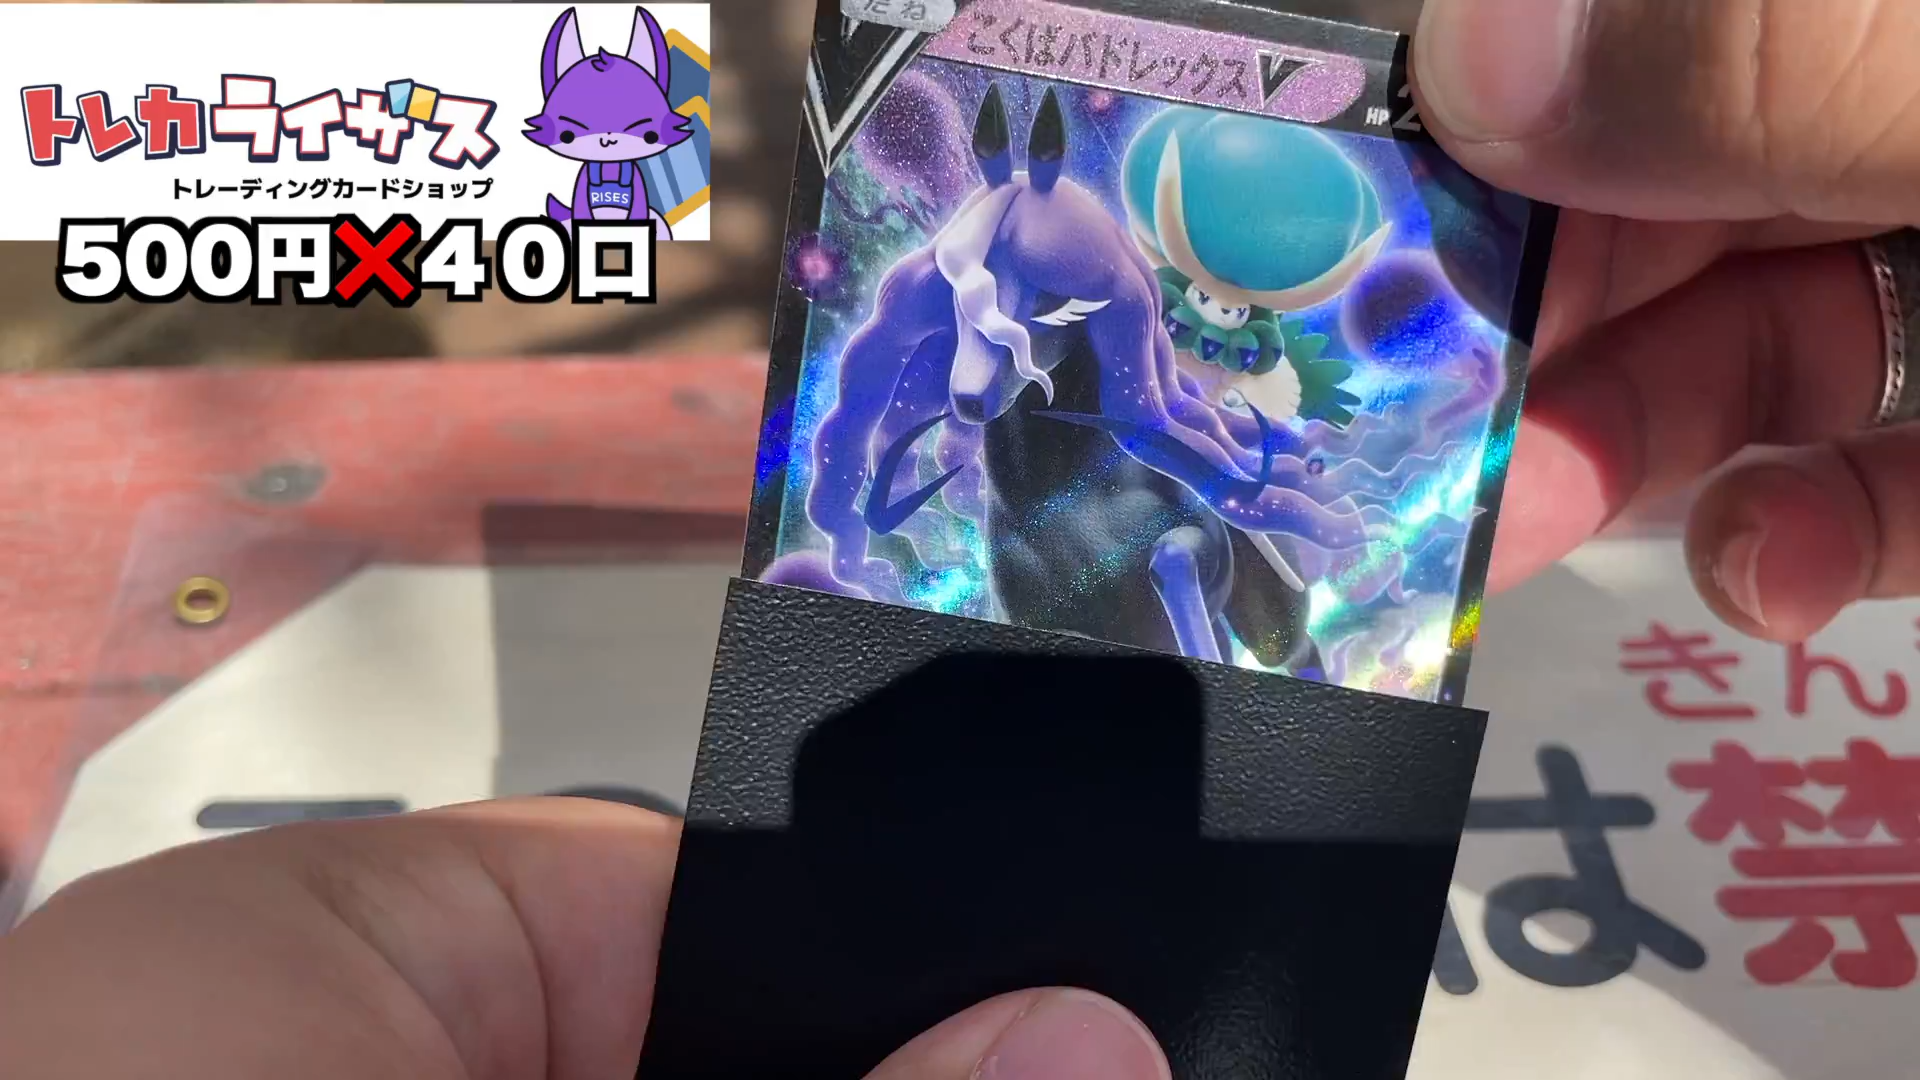 トレカライザス
トレーディングカードショップ
RISES
500円❌40口
たね
こくばバドレックスV
HP 2
きん
は
禁